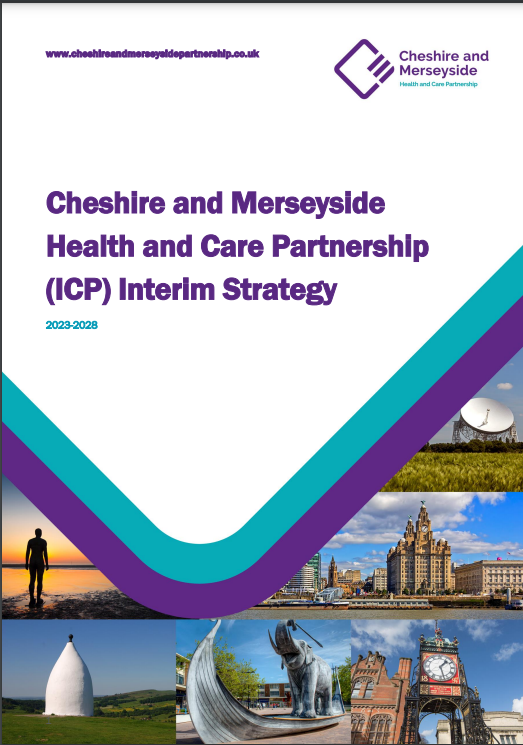 www.cheshireandmerseysidepartnership.co.uk
Cheshire and
Merseyside
Health and Care Partnership
Cheshire and Merseyside
Health and Care Partnership
(ICP) Interim Strategy
2023-2028